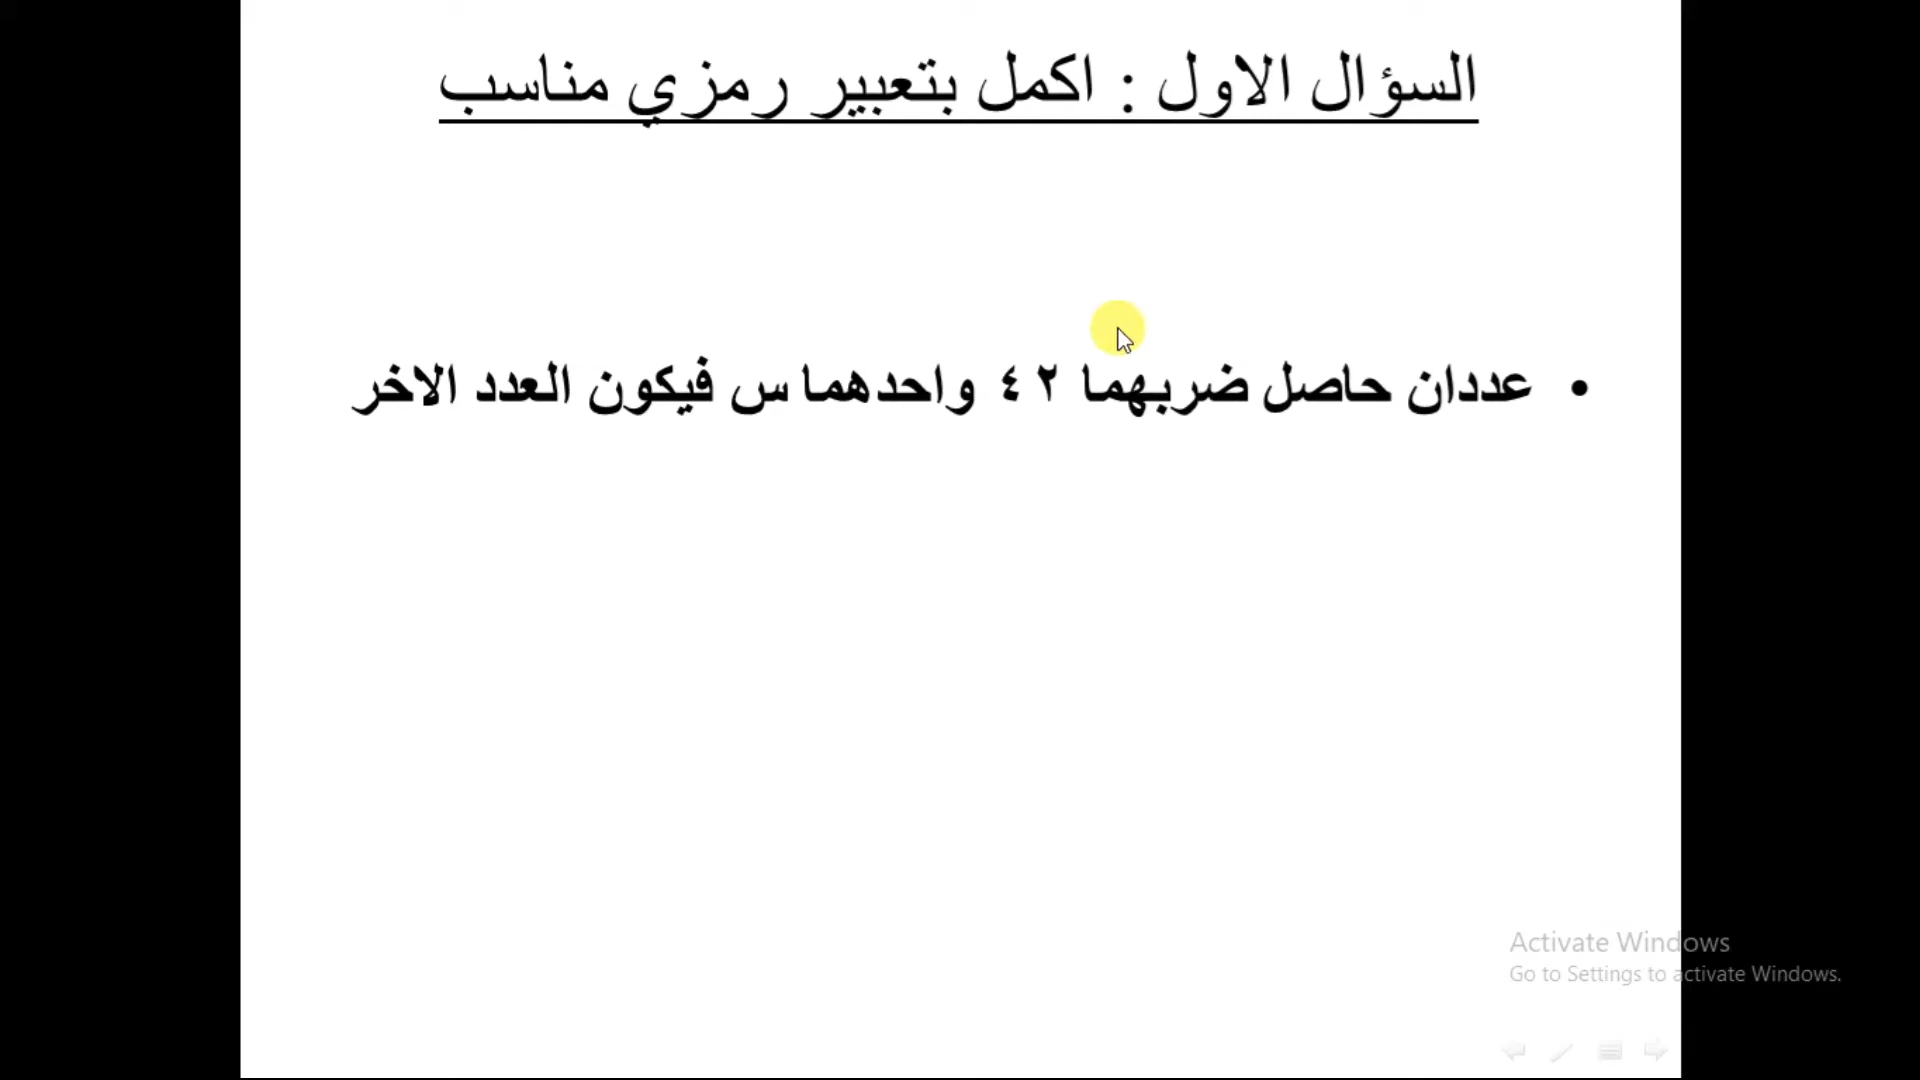 السؤال الاول : اكمل بتعبير رمزي مناسب
• عددان حاصل ضربهما ٤٢ واحدهما س فيكون العدد الاخر
Activate Windows
Go to Settings to activate Windows.